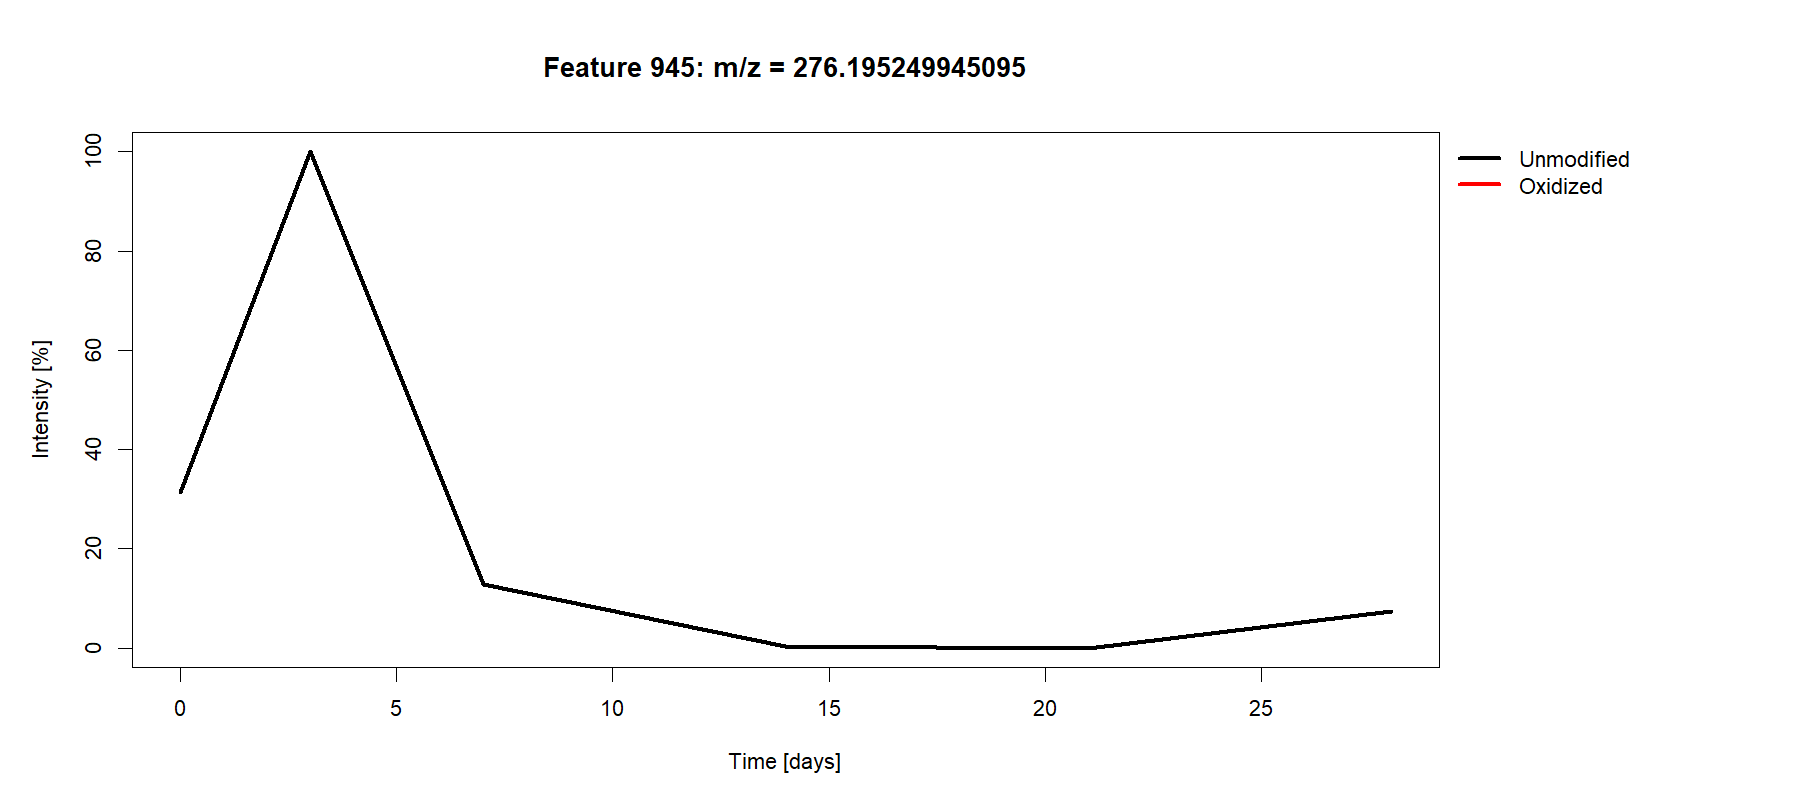 Feature 945: m/z = 276.195249945095
Unmodified
Oxidized
Intensity [%]
100
80
60
40
20
0
0 5 10 15 20 25
Time [days]